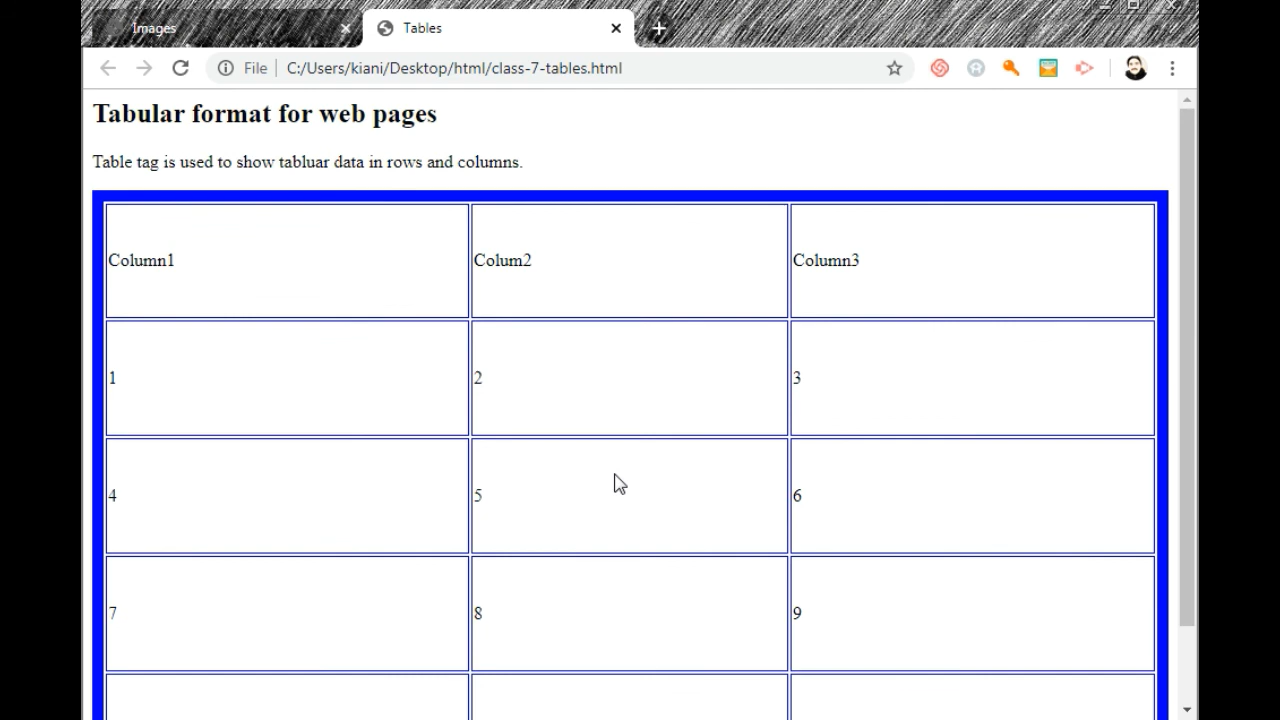 Images
Tables
File
C:/Users/kiani/Desktop/html/class-7-tables.html
Tabular format for web pages
Table tag is used to show tabluar data in rows and columns.
Column1 Colum2 Column3
1 2 3
4 5 6
7 8 9